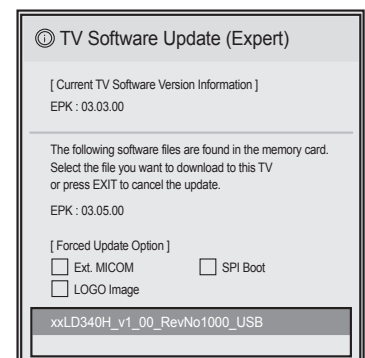 TV Software Update (Expert)
[ Current TV Software Version Information ]
EPK : 03.03.00
The following software files are found in the memory card.
Select the file you want to download to this TV
or press EXIT to cancel the update.
EPK : 03.05.00
[ Forced Update Option ]
Ext. MICOM
SPI Boot
LOGO Image
xxLD340H_v1_00_RevNo1000_USB